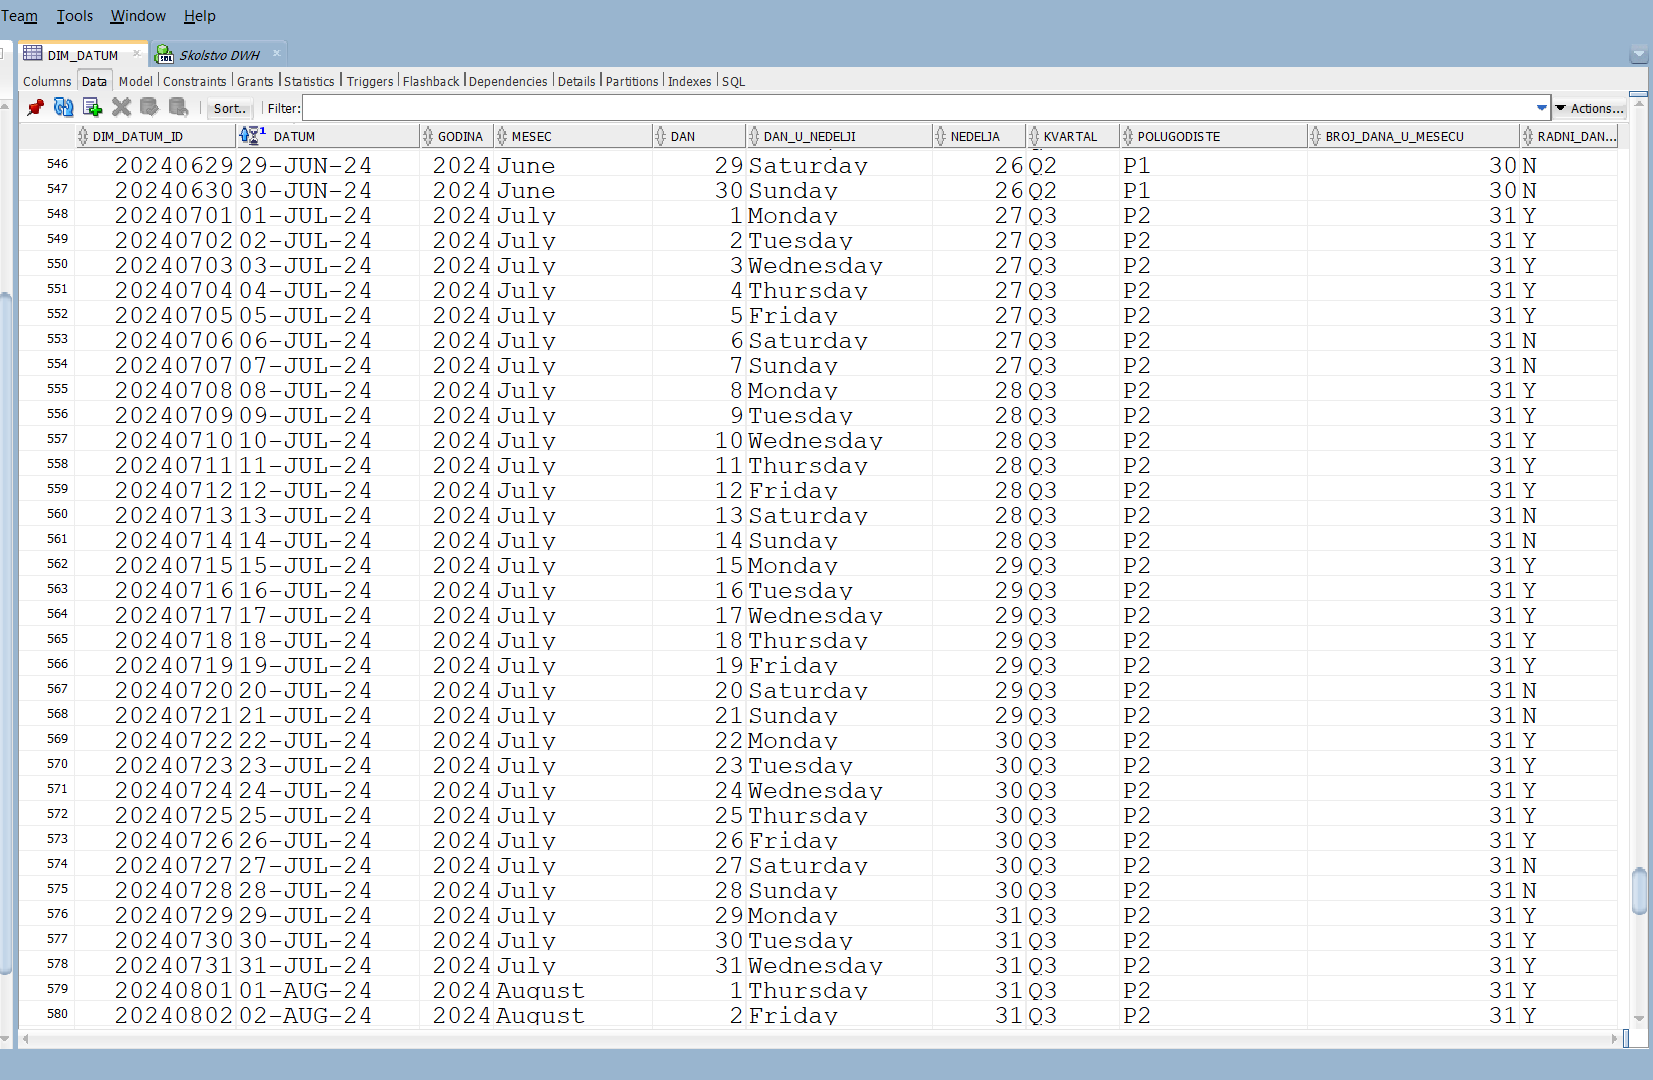 Team Tools Window Help
DIM_DATUM Skolstvo DWH
Columns Data Model Constraints Grants Statistics Triggers Flashback Dependencies Details Partitions Indexes SQL
Sort.. Filter: Actions...
DIM_DATUM_ID 1 DATUM GODINA MESEC DAN DAN_U_NEDELJI NEDELJA KVARTAL POLUGODISTE BROJ_DANA_U_MESECU RADNI_DAN...
546 20240629 29-JUN-24 2024 June 29 Saturday 26 Q2 P1 30 N
547 20240630 30-JUN-24 2024 June 30 Sunday 26 Q2 P1 30 N
548 20240701 01-JUL-24 2024 July 1 Monday 27 Q3 P2 31 Y
549 20240702 02-JUL-24 2024 July 2 Tuesday 27 Q3 P2 31 Y
550 20240703 03-JUL-24 2024 July 3 Wednesday 27 Q3 P2 31 Y
551 20240704 04-JUL-24 2024 July 4 Thursday 27 Q3 P2 31 Y
552 20240705 05-JUL-24 2024 July 5 Friday 27 Q3 P2 31 Y
553 20240706 06-JUL-24 2024 July 6 Saturday 27 Q3 P2 31 N
554 20240707 07-JUL-24 2024 July 7 Sunday 27 Q3 P2 31 N
555 20240708 08-JUL-24 2024 July 8 Monday 28 Q3 P2 31 Y
556 20240709 09-JUL-24 2024 July 9 Tuesday 28 Q3 P2 31 Y
557 20240710 10-JUL-24 2024 July 10 Wednesday 28 Q3 P2 31 Y
558 20240711 11-JUL-24 2024 July 11 Thursday 28 Q3 P2 31 Y
559 20240712 12-JUL-24 2024 July 12 Friday 28 Q3 P2 31 Y
560 20240713 13-JUL-24 2024 July 13 Saturday 28 Q3 P2 31 N
561 20240714 14-JUL-24 2024 July 14 Sunday 28 Q3 P2 31 N
562 20240715 15-JUL-24 2024 July 15 Monday 29 Q3 P2 31 Y
563 20240716 16-JUL-24 2024 July 16 Tuesday 29 Q3 P2 31 Y
564 20240717 17-JUL-24 2024 July 17 Wednesday 29 Q3 P2 31 Y
565 20240718 18-JUL-24 2024 July 18 Thursday 29 Q3 P2 31 Y
566 20240719 19-JUL-24 2024 July 19 Friday 29 Q3 P2 31 Y
567 20240720 20-JUL-24 2024 July 20 Saturday 29 Q3 P2 31 N
568 20240721 21-JUL-24 2024 July 21 Sunday 29 Q3 P2 31 N
569 20240722 22-JUL-24 2024 July 22 Monday 30 Q3 P2 31 Y
570 20240723 23-JUL-24 2024 July 23 Tuesday 30 Q3 P2 31 Y
571 20240724 24-JUL-24 2024 July 24 Wednesday 30 Q3 P2 31 Y
572 20240725 25-JUL-24 2024 July 25 Thursday 30 Q3 P2 31 Y
573 20240726 26-JUL-24 2024 July 26 Friday 30 Q3 P2 31 Y
574 20240727 27-JUL-24 2024 July 27 Saturday 30 Q3 P2 31 N
575 20240728 28-JUL-24 2024 July 28 Sunday 30 Q3 P2 31 N
576 20240729 29-JUL-24 2024 July 29 Monday 31 Q3 P2 31 Y
577 20240730 30-JUL-24 2024 July 30 Tuesday 31 Q3 P2 31 Y
578 20240731 31-JUL-24 2024 July 31 Wednesday 31 Q3 P2 31 Y
579 20240801 01-AUG-24 2024 August 1 Thursday 31 Q3 P2 31 Y
580 20240802 02-AUG-24 2024 August 2 Friday 31 Q3 P2 31 Y